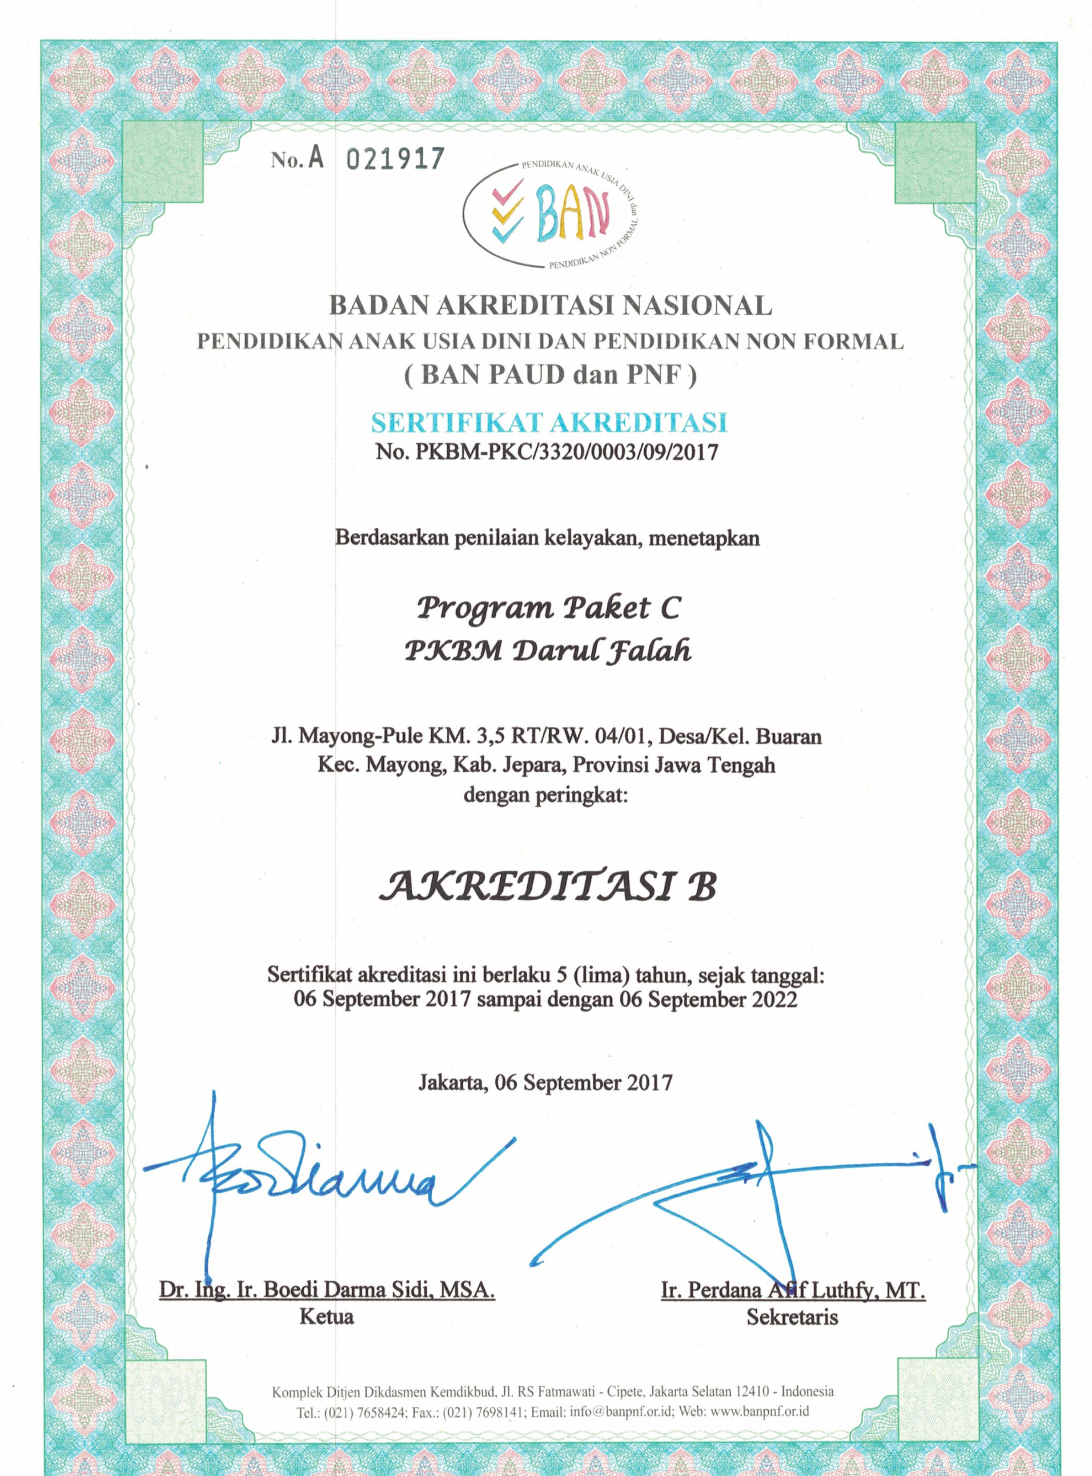 No. A 021917
PENDIDIKAN ANAK USIA DINI dan
BAN
PENDIDIKAN NON FORMAL
BADAN AKREDITASI NASIONAL
PENDIDIKAN ANAK USIA DINI DAN PENDIDIKAN NON FORMAL
( BAN PAUD dan PNF )
SERTIFIKAT AKREDITASI
No. PKBM-PKC/3320/0003/09/2017
Berdasarkan penilaian kelayakan, menetapkan
Program Paket C
PKBM Darul Falah
Jl. Mayong-Pule KM. 3,5 RT/RW. 04/01, Desa/Kel. Buaran
Kec. Mayong, Kab. Jepara, Provinsi Jawa Tengah
dengan peringkat:
AKREDITASI B
Sertifikat akreditasi ini berlaku 5 (lima) tahun, sejak tanggal:
06 September 2017 sampai dengan 06 September 2022
Jakarta, 06 September 2017
Dr. Ing. Ir. Boedi Darma Sidi, MSA.
Ketua
Ir. Perdana Afif Luthfy, MT.
Sekretaris
Komplek Ditjen Dikdasmen Kemdikbud, Jl. RS Fatmawati - Cipete, Jakarta Selatan 12410 - Indonesia
Tel.: (021) 7658424; Fax.: (021) 7698141; Email: info@banpnf.or.id; Web: www.banpnf.or.id